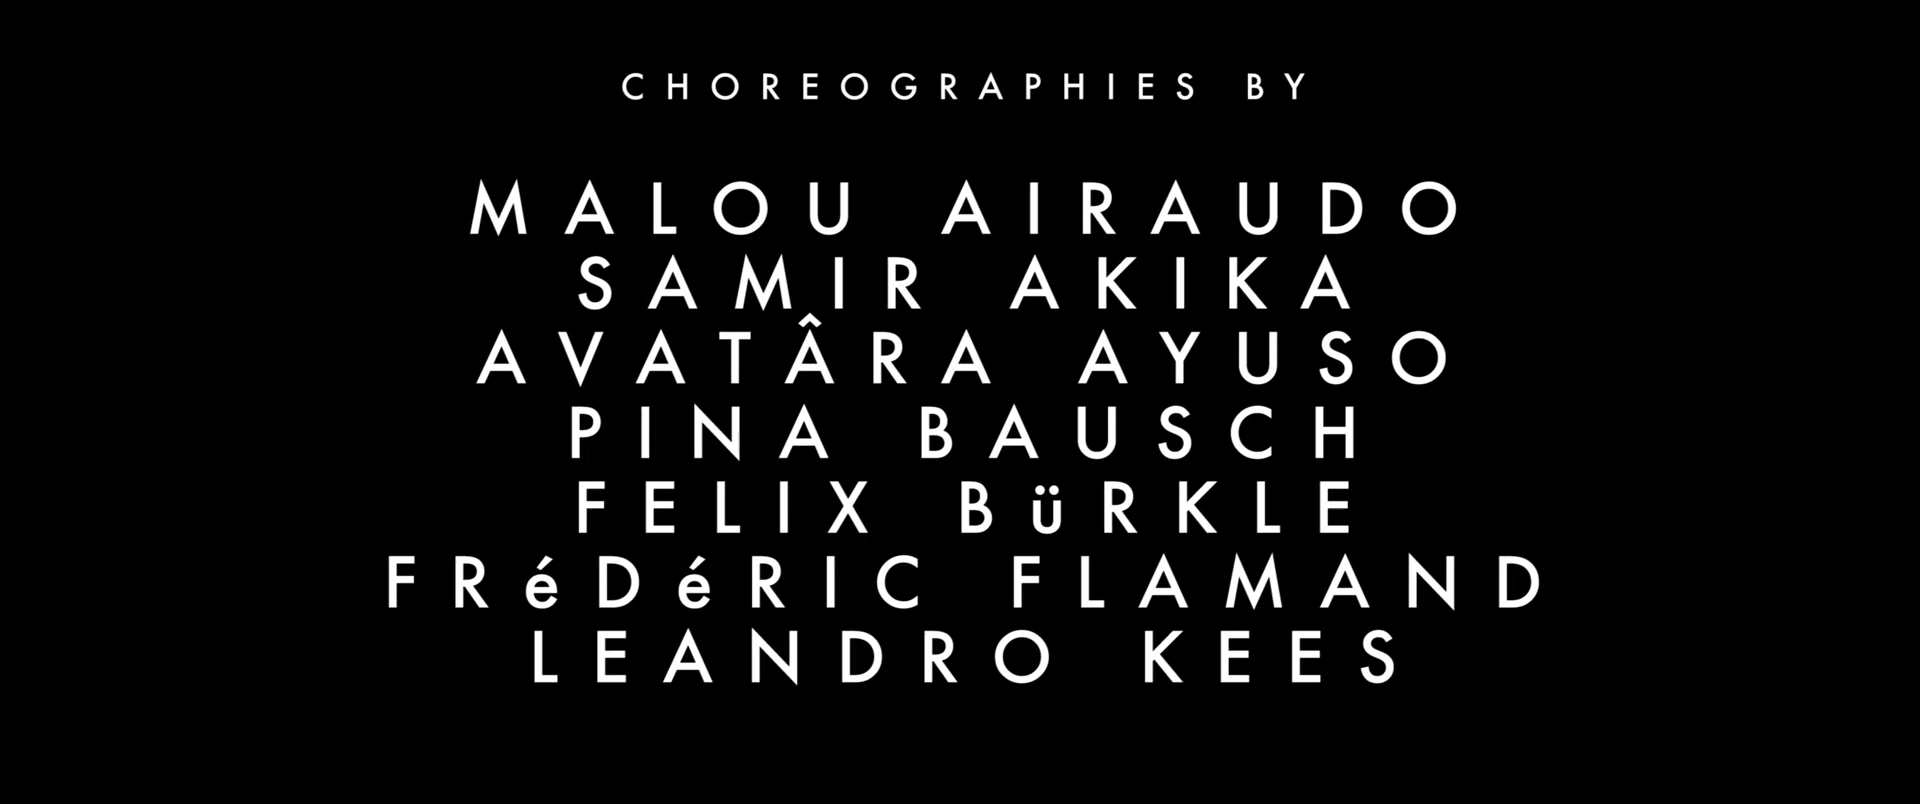 CHOREOGRAPHIES BY
MALOU AIRAUDO
SAMIR AKIKA
AVATÂRA AYUSO
PINA BAUSCH
FELIX BüRKLE
FRéDéRIC FLAMAND
LEANDRO KEES